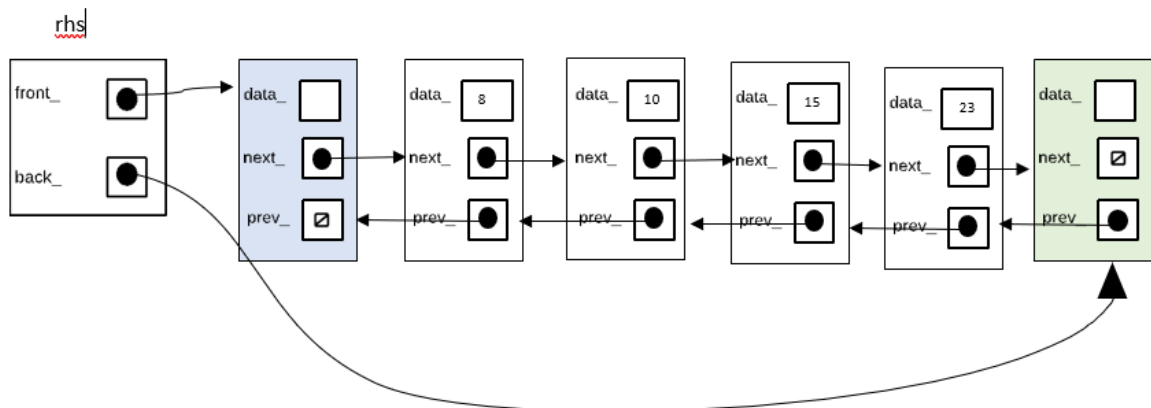 rhs
front_
back_
data_
next_
prev_
data_ 8
next_
prev_
data_ 10
next_
prev_
data_ 15
next_
prev_
data_ 23
next_
prev_
data_
next_
prev_